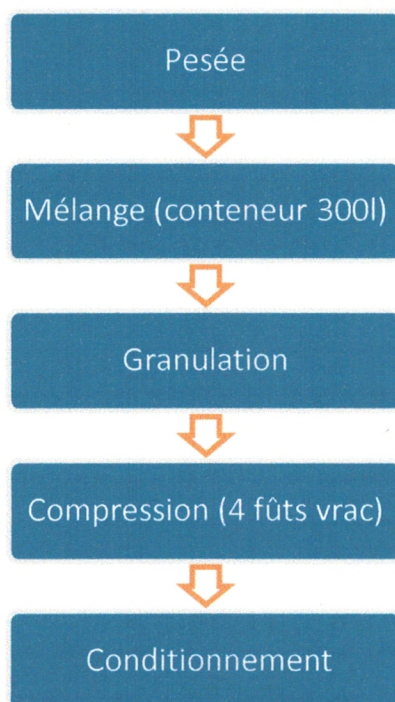 Pesée
Mélange (conteneur 300l)
Granulation
Compression (4 fûts vrac)
Conditionnement